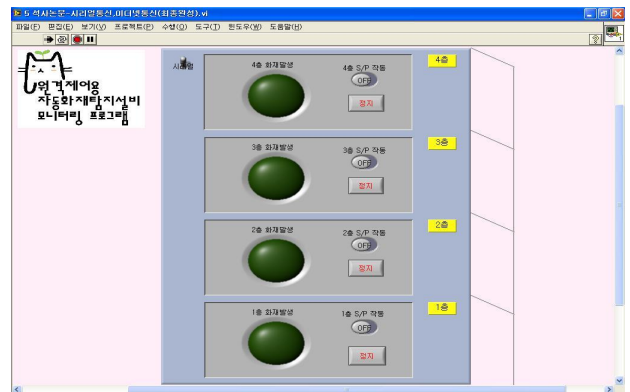 5 석사논문-시리얼통신,이더넷통신(최종완성).vi
파일(F) 편집(E) 보기(V) 프로젝트(P) 수행(O) 도구(T) 윈도우(W) 도움말(H)
원격제어용
자동화재탐지설비
모니터링 프로그램
4층 화재발생
4층 S/P 작동
OFF
정지
4층
3층 화재발생
3층 S/P 작동
OFF
정지
3층
2층 화재발생
2층 S/P 작동
OFF
정지
2층
1층 화재발생
1층 S/P 작동
OFF
정지
1층